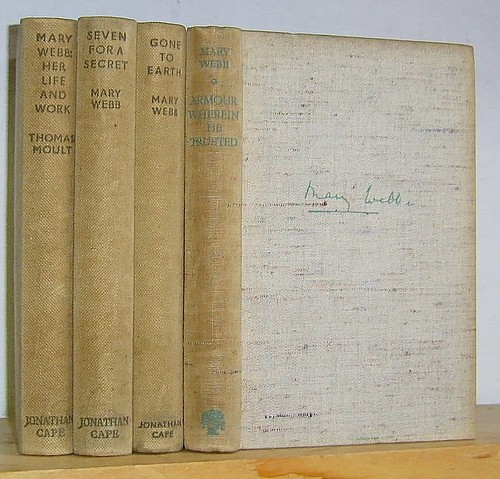 MARY
WEBB:
HER
LIFE
AND
WORK
THOMAS
MOULT
JONATHAN
CAPE
SEVEN
FOR A
SECRET
MARY
WEBB
JONATHAN
CAPE
GONE
TO
EARTH
MARY
WEBB
JONATHAN
CAPE
MARY
WEBB
ARMOUR
WHEREIN
HE
TRUSTED
Mary Webb